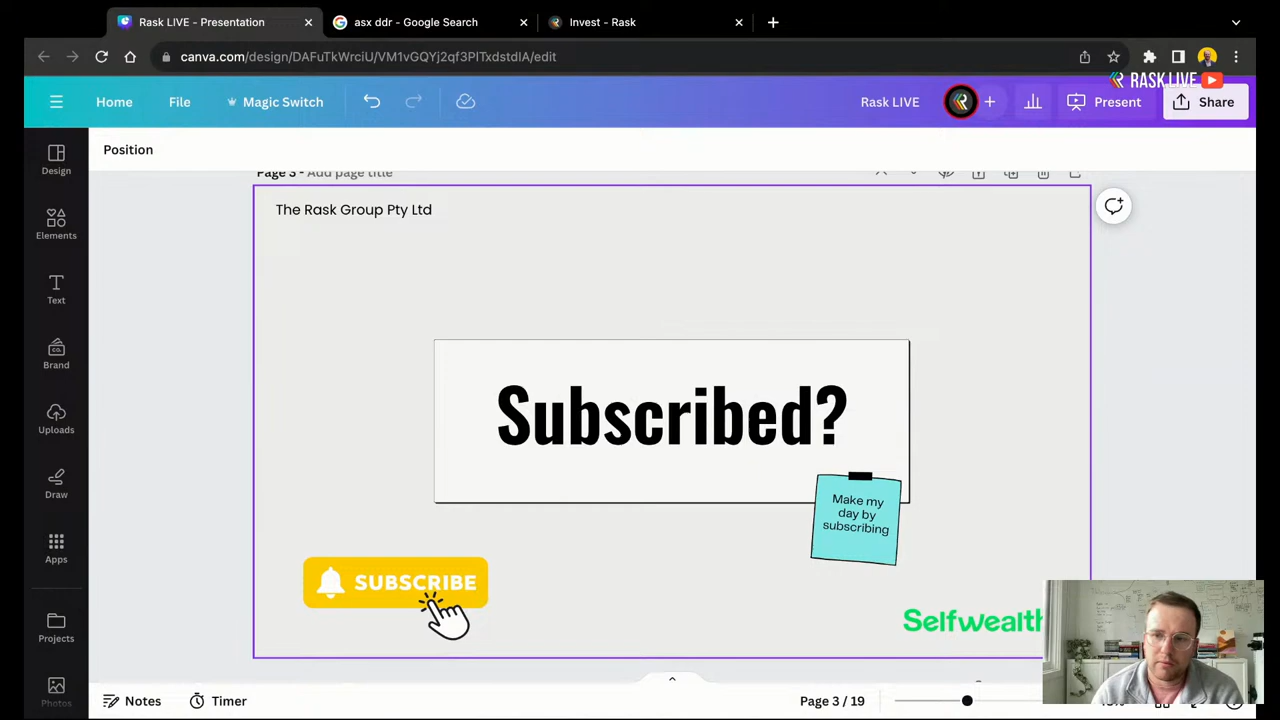 Rask LIVE - Presentation
asx ddr - Google Search
Invest - Rask
canva.com/design/DAFuTkWrciU/VM1vGQYj2qf3PlTxdstdIA/edit
RASK LIVE
Home
File
Magic Switch
Rask LIVE
Present
Share
Position
Design
Elements
Text
Brand
Uploads
Draw
Apps
Projects
Photos
Page 3 - Add page title
The Rask Group Pty Ltd
Subscribed?
Make my
day by
subscribing
SUBSCRIBE
Selfwealth
Notes
Timer
Page 3 / 19